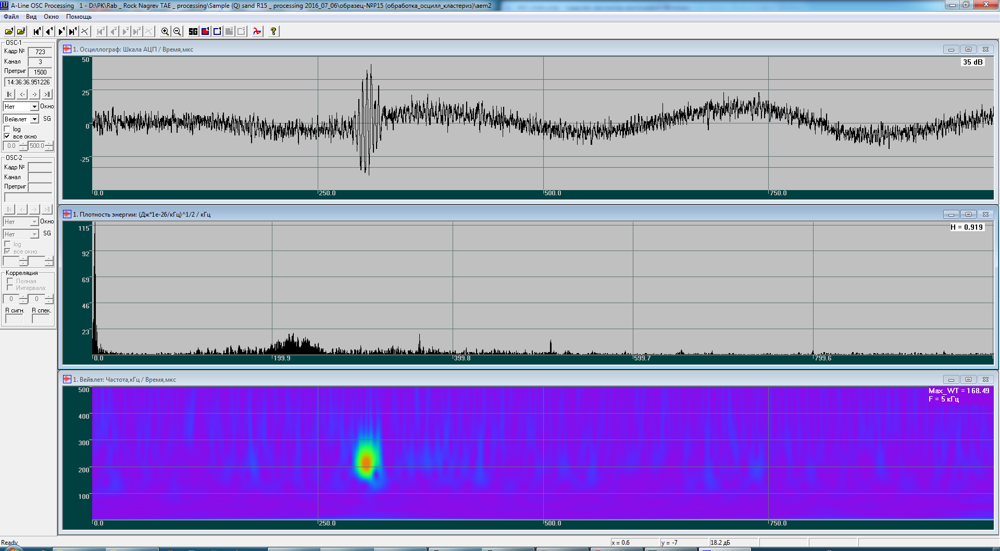 A-Line OSC Processing 1 - D:\PK\Rab _ Rock Nagrev TAE _ processing\Sample (Q) sand R15 _ processing 2016_07_06\образец-№Р15 (обработка_осцилл_кластериз)\aem2
Файл Вид Окно Помощь
SG
OSC-1
Кадр № 723
Канал 3
Претриг 1500
14:36:36.951226
||< <- -> >||
Нет Окно
Вейвлет SG
log
все окно
0.0 500.0
OSC-2
Кадр №
Канал
Претриг
||< <- -> >||
Нет Окно
Нет SG
log
все окно
Корреляция
Полная
Интервала:
0 0
R сигн. R спек.
1. Осциллограф: Шкала АЦП / Время,мкс
35 dB
50
25
0
-25
0.0 250.0 500.0 750.0
1. Плотность энергии: (Дж*1е-26/кГц)^1/2 / кГц
H = 0.919
115
92
69
46
23
0.0 199.9 399.8 599.7 799.6
1. Вейвлет: Частота,кГц / Время,мкс
Max_WT = 168.49
F = 5 кГц
500
400
300
200
100
0.0 250.0 500.0 750.0
Ready x = 0.6 y = -7 18.2 дБ